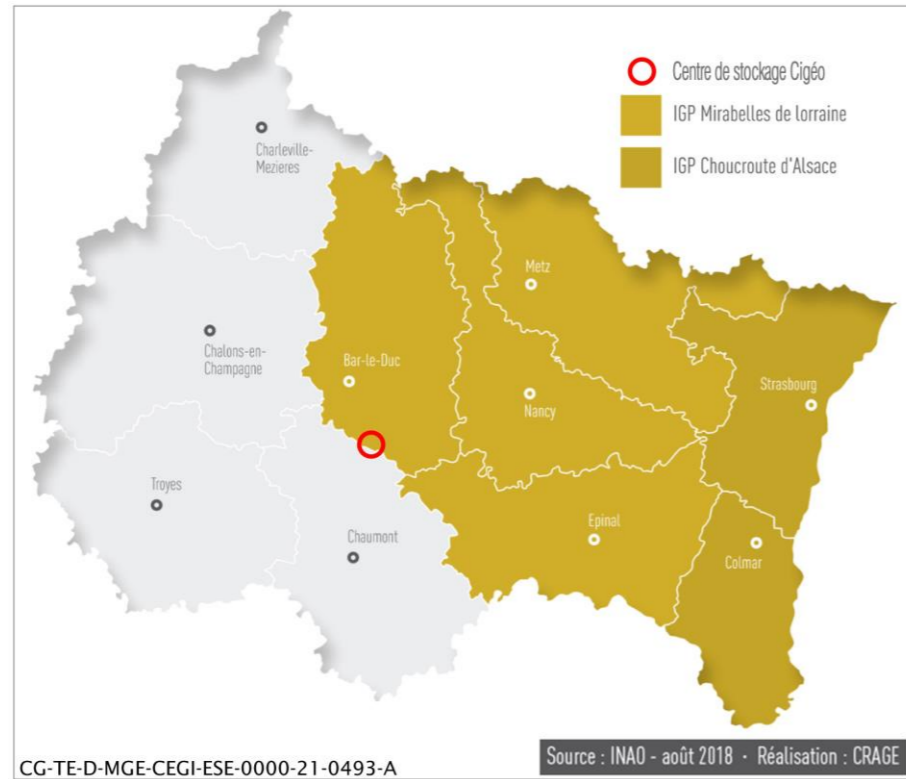 Centre de stockage Cigéo
IGP Mirabelles de lorraine
IGP Choucroute d'Alsace
Charleville-
Mezieres
Metz
Chalons-en-
Champagne
Bar-le-Duc
Nancy
Strasbourg
Troyes
Chaumont
Epinal
Colmar
CG-TE-D-MGE-CEGI-ESE-0000-21-0493-A
Source : INAO - août 2018 · Réalisation : CRAGE